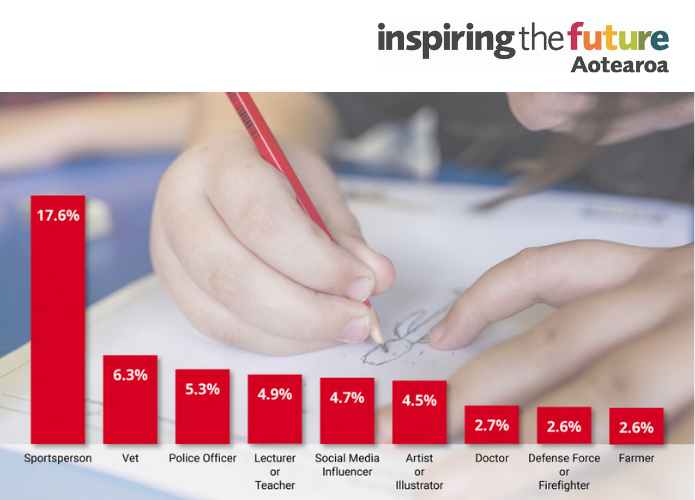 inspiring the future
Aotearoa
17.6%
6.3%
5.3%
4.9%
4.7%
4.5%
2.7%
2.6%
2.6%
Sportsperson
Vet
Police Officer
Lecturer
or
Teacher
Social Media
Influencer
Artist
or
Illustrator
Doctor
Defense Force
or
Firefighter
Farmer